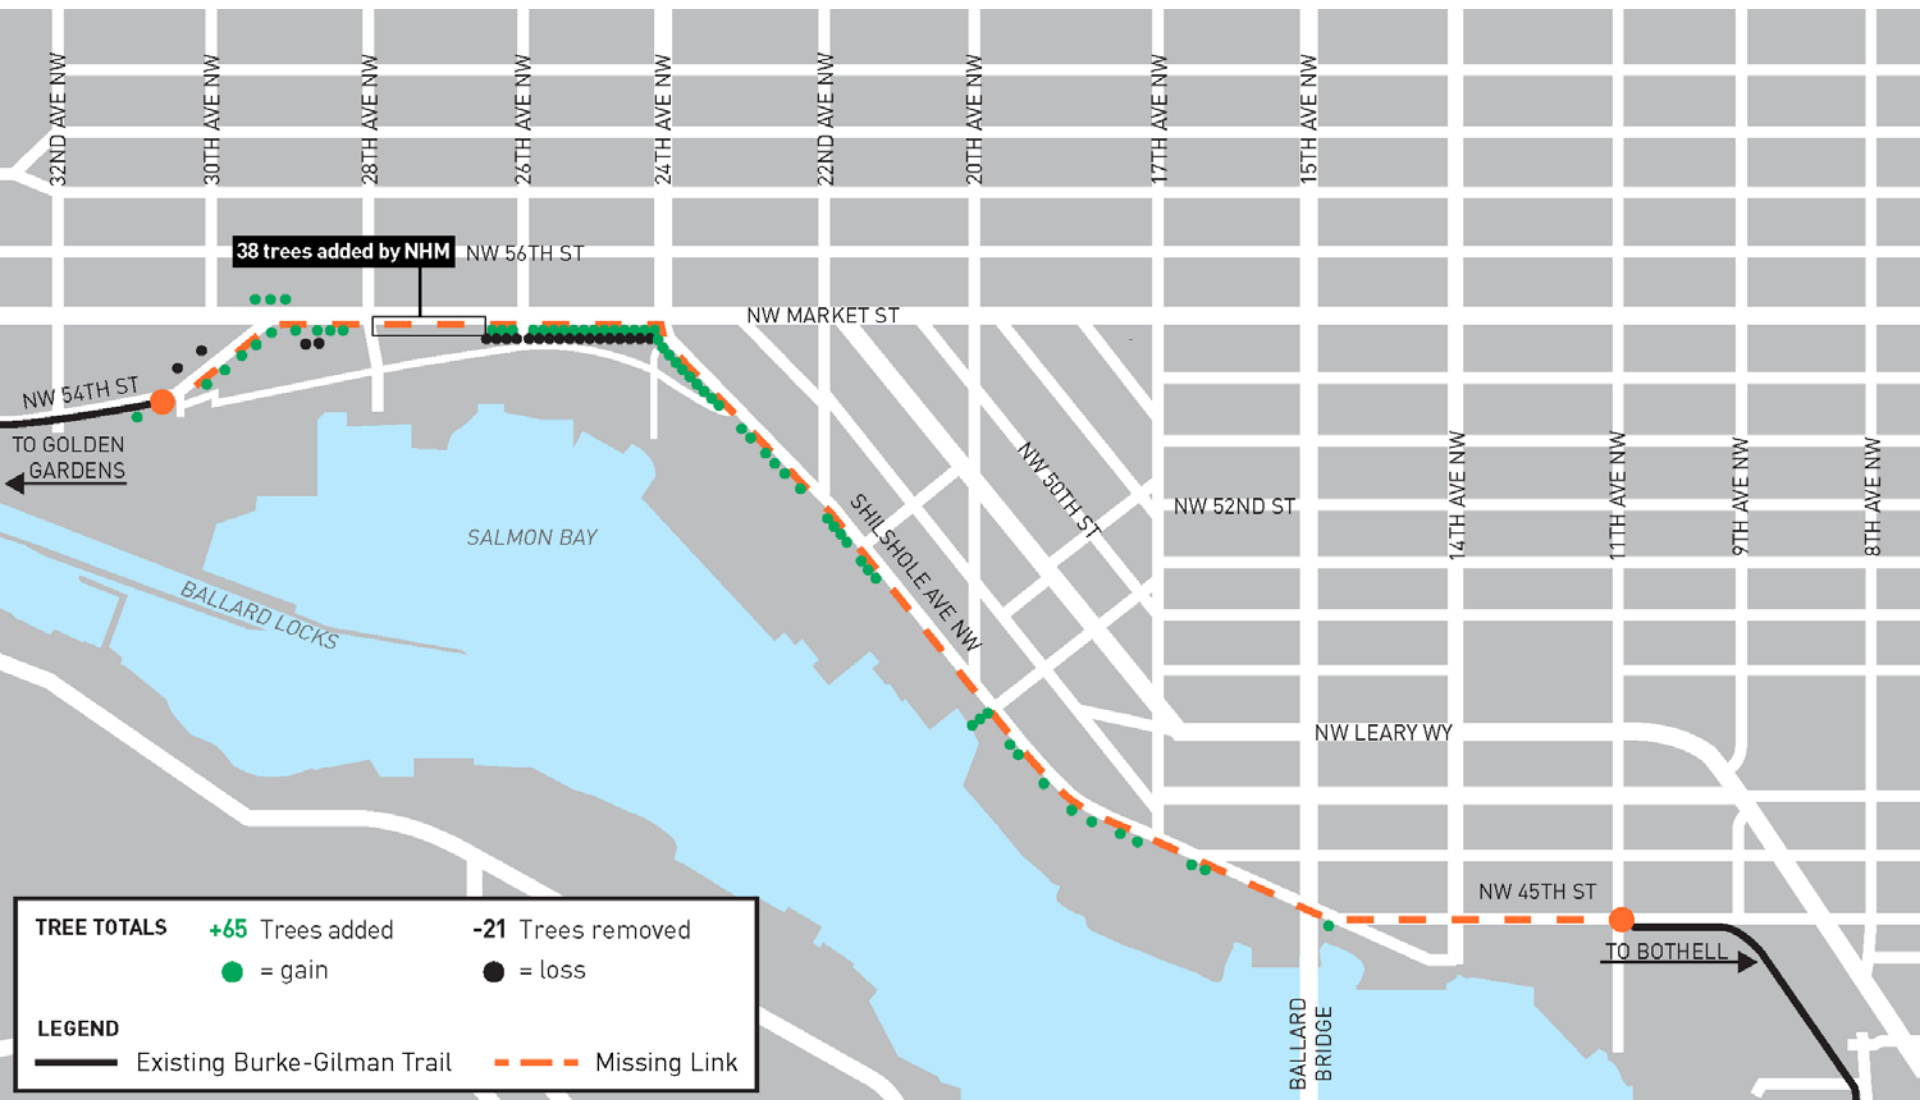 32ND AVE NW
30TH AVE NW
28TH AVE NW
26TH AVE NW
24TH AVE NW
22ND AVE NW
20TH AVE NW
17TH AVE NW
15TH AVE NW
38 trees added by NHM
NW 56TH ST
NW MARKET ST
NW 54TH ST
TO GOLDEN
GARDENS
SALMON BAY
BALLARD LOCKS
SHILSHOLE AVE NW
NW 50TH ST
NW 52ND ST
14TH AVE NW
11TH AVE NW
9TH AVE NW
8TH AVE NW
NW LEARY WY
NW 45TH ST
TO BOTHELL
BALLARD
BRIDGE
TREE TOTALS +65 Trees added -21 Trees removed
= gain = loss
LEGEND
Existing Burke-Gilman Trail Missing Link